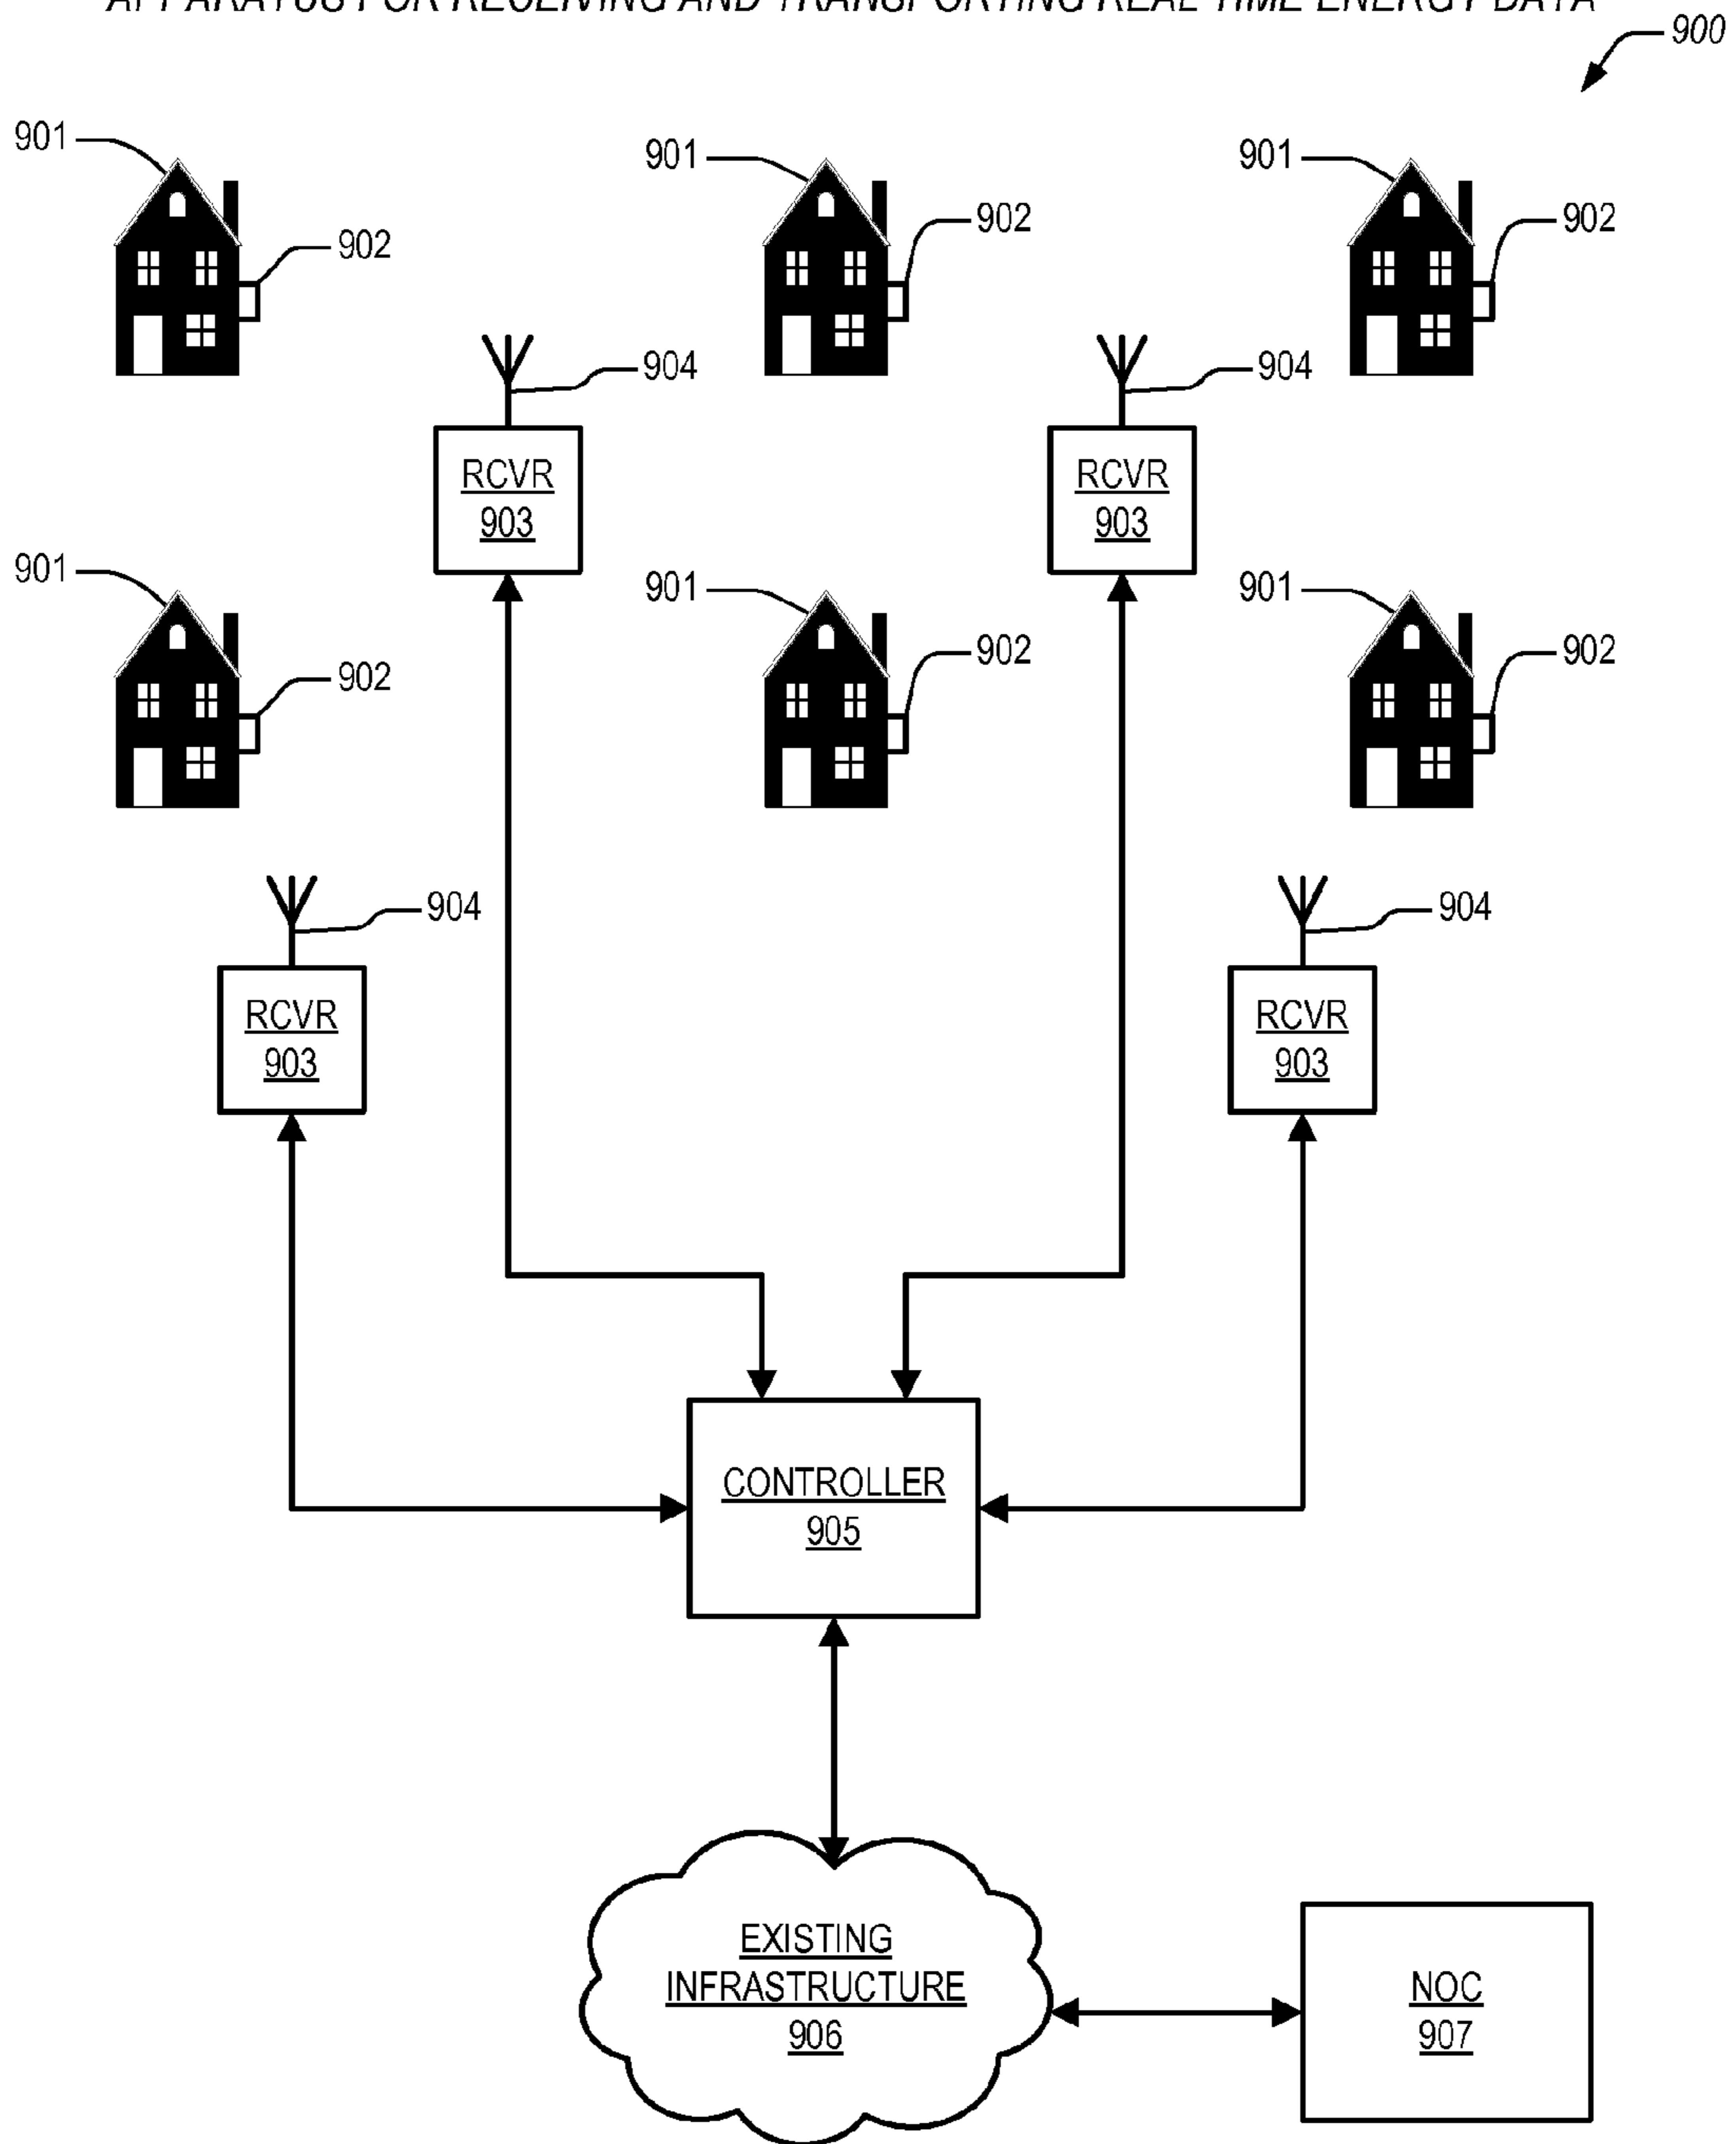 APPARATUS FOR RECEIVING AND TRANSPORTING REAL TIME ENERGY DATA
900
901
901
901
902
902
902
904
904
RCVR
903
RCVR
903
901
901
901
902
902
902
904
904
RCVR
903
RCVR
903
CONTROLLER
905
EXISTING
INFRASTRUCTURE
906
NOC
907